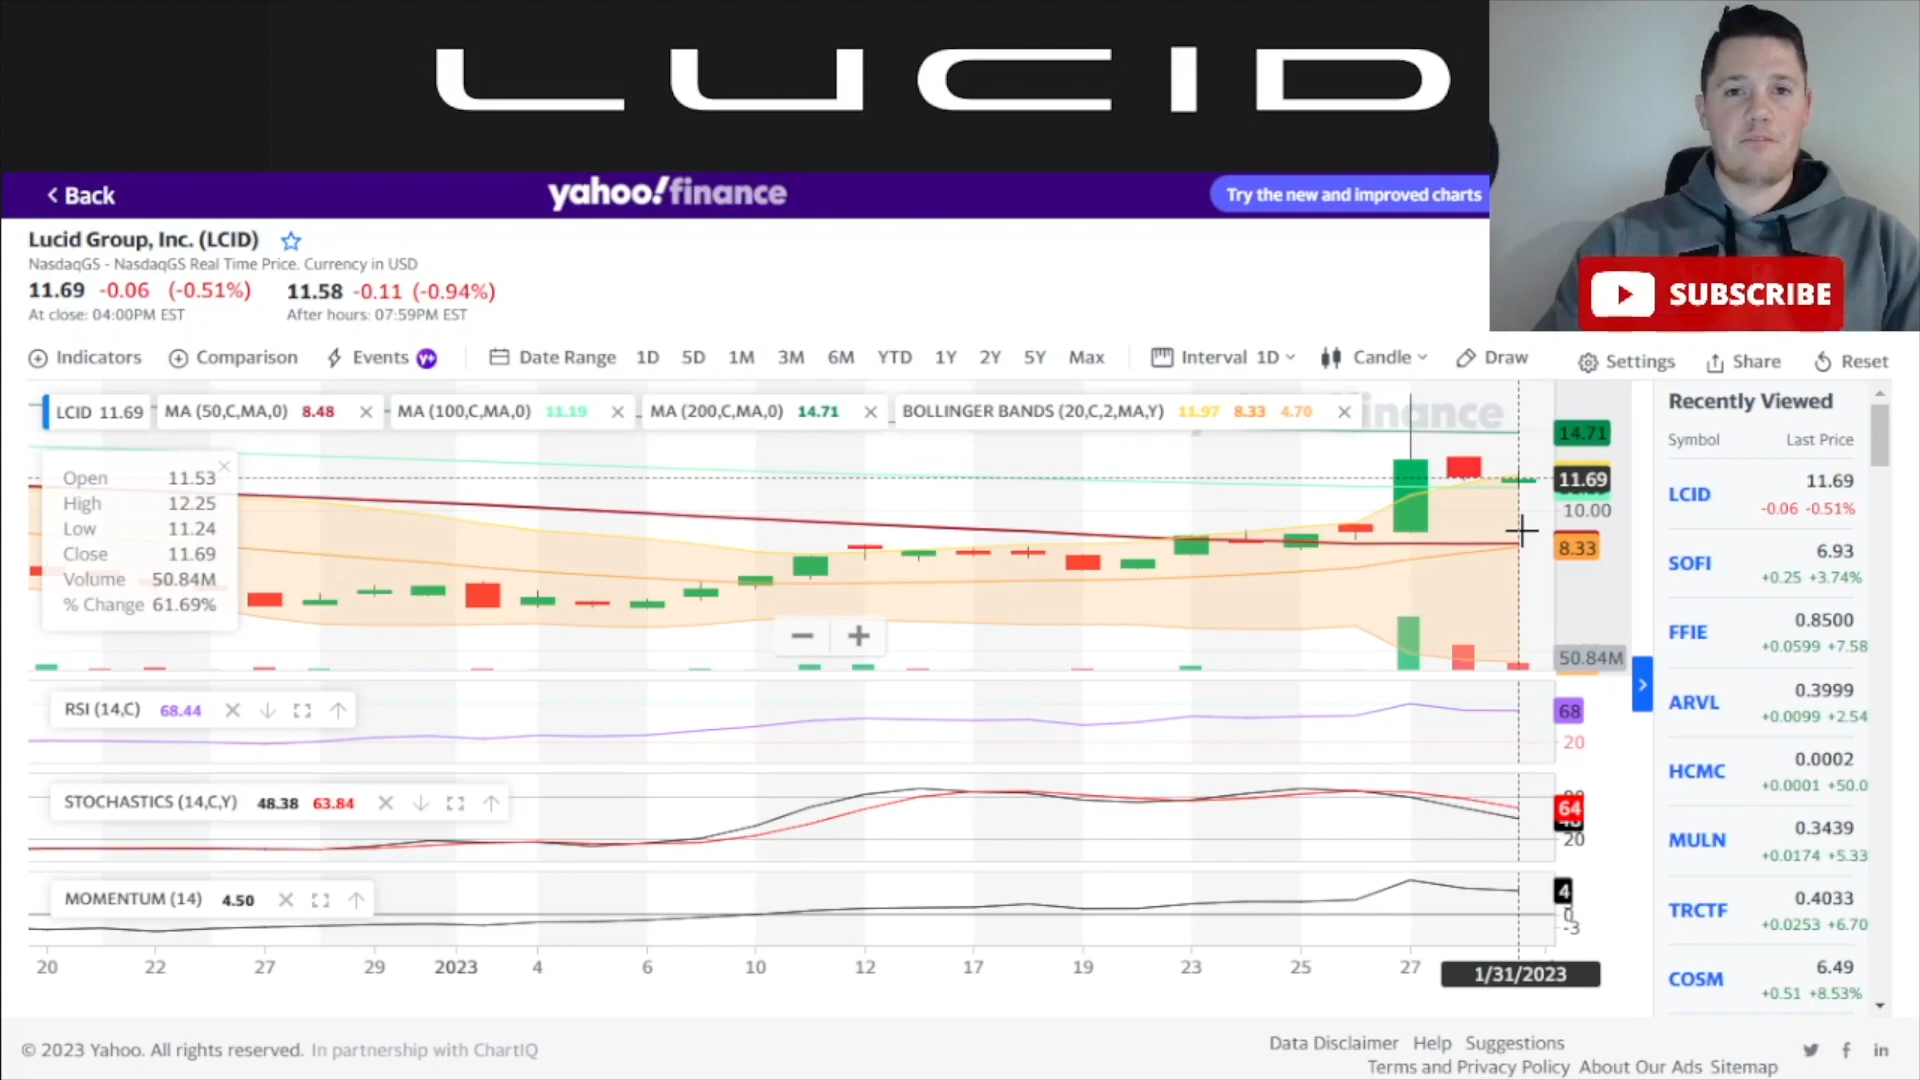 LUCID
Back
yahoo!finance
Try the new and improved charts
SUBSCRIBE
Lucid Group, Inc. (LCID)
NasdaqGS - NasdaqGS Real Time Price. Currency in USD
11.69 -0.06 (-0.51%) 11.58 -0.11 (-0.94%)
At close: 04:00PM EST After hours: 07:59PM EST
Indicators Comparison Events Y+ Date Range 1D 5D 1M 3M 6M YTD 1Y 2Y 5Y Max Interval 1D Candle Draw Settings Share Reset
LCID 11.69 MA (50,C,MA,0) 8.48 MA (100,C,MA,0) 11.19 MA (200,C,MA,0) 14.71 BOLLINGER BANDS (20,C,2,MA,Y) 11.97 8.33 4.70
inance
14.71
11.69
10.00
8.33
50.84M
Open 11.53
High 12.25
Low 11.24
Close 11.69
Volume 50.84M
% Change 61.69%
RSI (14,C) 68.44
68
20
STOCHASTICS (14,C,Y) 48.38 63.84
64
20
MOMENTUM (14) 4.50
4
0
-3
20 22 27 29 2023 4 6 10 12 17 19 23 25 27 1/31/2023
Recently Viewed
Symbol Last Price
LCID 11.69
-0.06 -0.51%
SOFI 6.93
+0.25 +3.74%
FFIE 0.8500
+0.0599 +7.58
ARVL 0.3999
+0.0099 +2.54
HCMC 0.0002
+0.0001 +50.0
MULN 0.3439
+0.0174 +5.33
TRCTF 0.4033
+0.0253 +6.70
COSM 6.49
+0.51 +8.53%
© 2023 Yahoo. All rights reserved. In partnership with ChartIQ
Data Disclaimer Help Suggestions
Terms and Privacy Policy About Our Ads Sitemap